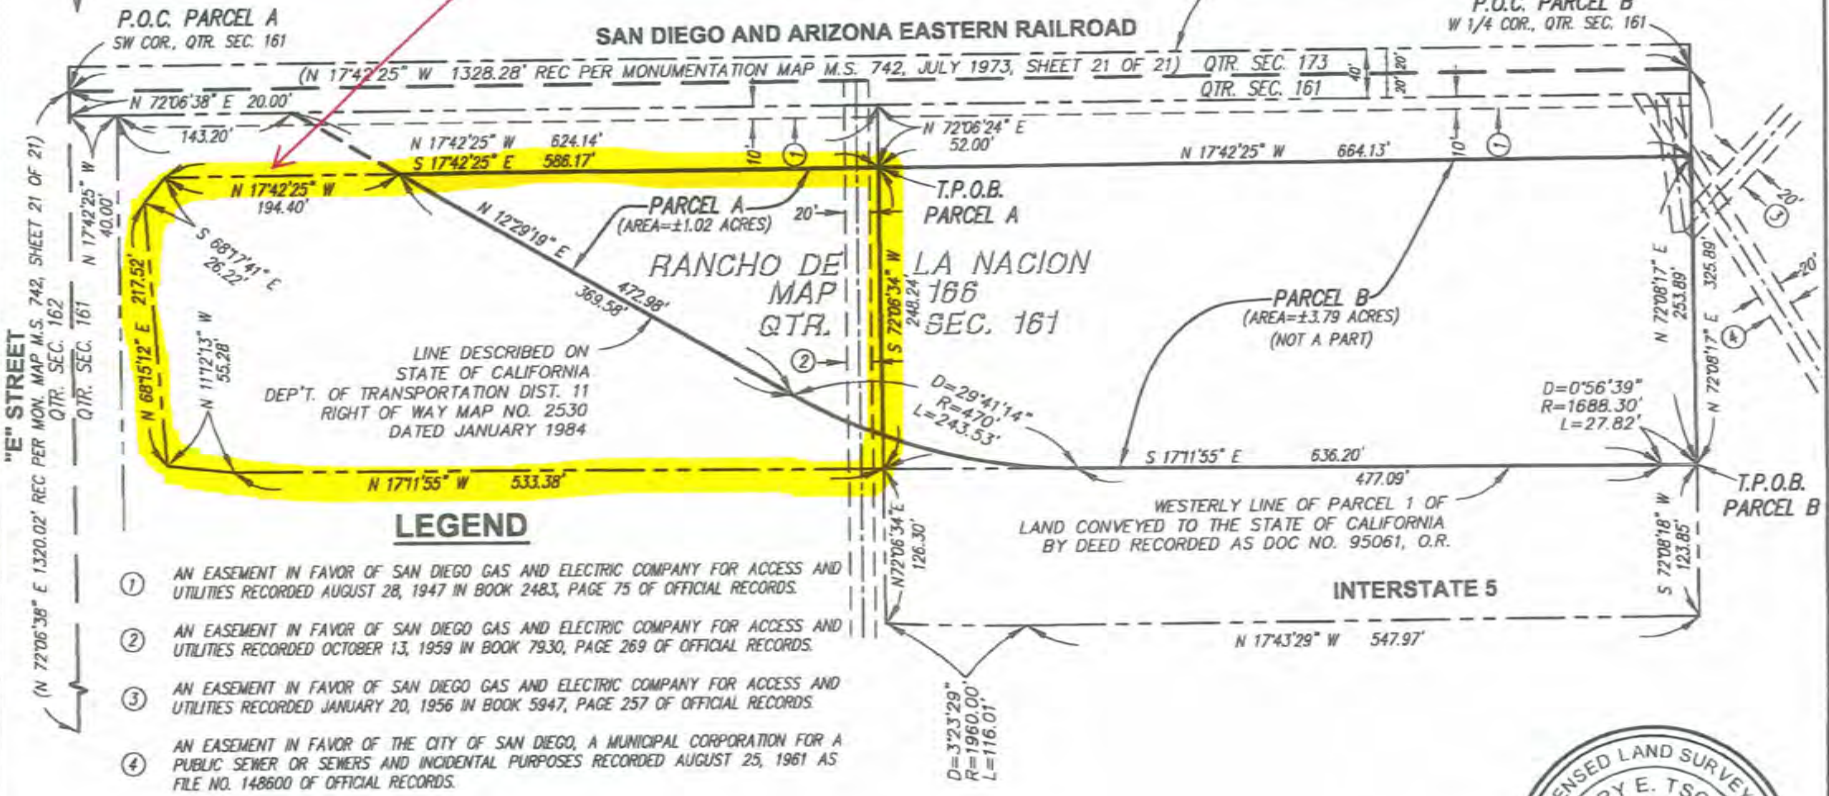 P.O.C. PARCEL A
SW COR., QTR. SEC. 161
SAN DIEGO AND ARIZONA EASTERN RAILROAD
P.O.C. PARCEL B
W 1/4 COR., QTR. SEC. 161
(N 17°42'25" W 1328.28' REC PER MONUMENTATION MAP M.S. 742, JULY 1973, SHEET 21 OF 21)
QTR. SEC. 173
QTR. SEC. 161
40'
20' 20'
N 72°06'38" E 20.00'
143.20'
N 17°42'25" W 624.14'
S 17°42'25" E 586.17'
10'
1
N 72°06'24" E
52.00'
N 17°42'25" W 664.13'
10'
1
N 17°42'25" W
40.00'
N 17°42'25" W
194.40'
PARCEL A
(AREA=±1.02 ACRES)
20'
T.P.O.B.
PARCEL A
20'
3
S 68°17'41" E
26.22'
N 12°29'19" E
472.98'
369.58'
RANCHO DE LA NACION
MAP 166
QTR. SEC. 161
N 68°15'12" E 217.52'
N 11°12'13" W
55.28'
S 72°06'34" W
248.24'
PARCEL B
(AREA=±3.79 ACRES)
(NOT A PART)
N 72°08'17" E
253.89'
N 72°08'17" E 325.89'
20'
4
2
LINE DESCRIBED ON
STATE OF CALIFORNIA
DEP'T. OF TRANSPORTATION DIST. 11
RIGHT OF WAY MAP NO. 2530
DATED JANUARY 1984
D=29°41'14"
R=470'
L=243.53'
D=0°56'39"
R=1688.30'
L=27.82'
"E" STREET
(N 72°06'38" E 1320.02' REC PER MON. MAP M.S. 742, SHEET 21 OF 21)
QTR. SEC. 162
QTR. SEC. 161
N 17°11'55" W 533.38'
S 17°11'55" E 636.20'
477.09'
T.P.O.B.
PARCEL B
WESTERLY LINE OF PARCEL 1 OF
LAND CONVEYED TO THE STATE OF CALIFORNIA
BY DEED RECORDED AS DOC NO. 95061, O.R.
N72°06'34"E
126.30'
S 72°08'18" W
123.85'
INTERSTATE 5
N 17°43'29" W 547.97'
D=3°23'29"
R=1960.00'
L=116.01'
LEGEND
1 AN EASEMENT IN FAVOR OF SAN DIEGO GAS AND ELECTRIC COMPANY FOR ACCESS AND
UTILITIES RECORDED AUGUST 28, 1947 IN BOOK 2483, PAGE 75 OF OFFICIAL RECORDS.
2 AN EASEMENT IN FAVOR OF SAN DIEGO GAS AND ELECTRIC COMPANY FOR ACCESS AND
UTILITIES RECORDED OCTOBER 13, 1959 IN BOOK 7930, PAGE 269 OF OFFICIAL RECORDS.
3 AN EASEMENT IN FAVOR OF SAN DIEGO GAS AND ELECTRIC COMPANY FOR ACCESS AND
UTILITIES RECORDED JANUARY 20, 1956 IN BOOK 5947, PAGE 257 OF OFFICIAL RECORDS.
4 AN EASEMENT IN FAVOR OF THE CITY OF SAN DIEGO, A MUNICIPAL CORPORATION FOR A
PUBLIC SEWER OR SEWERS AND INCIDENTAL PURPOSES RECORDED AUGUST 25, 1961 AS
FILE NO. 148600 OF OFFICIAL RECORDS.
LAND
E.